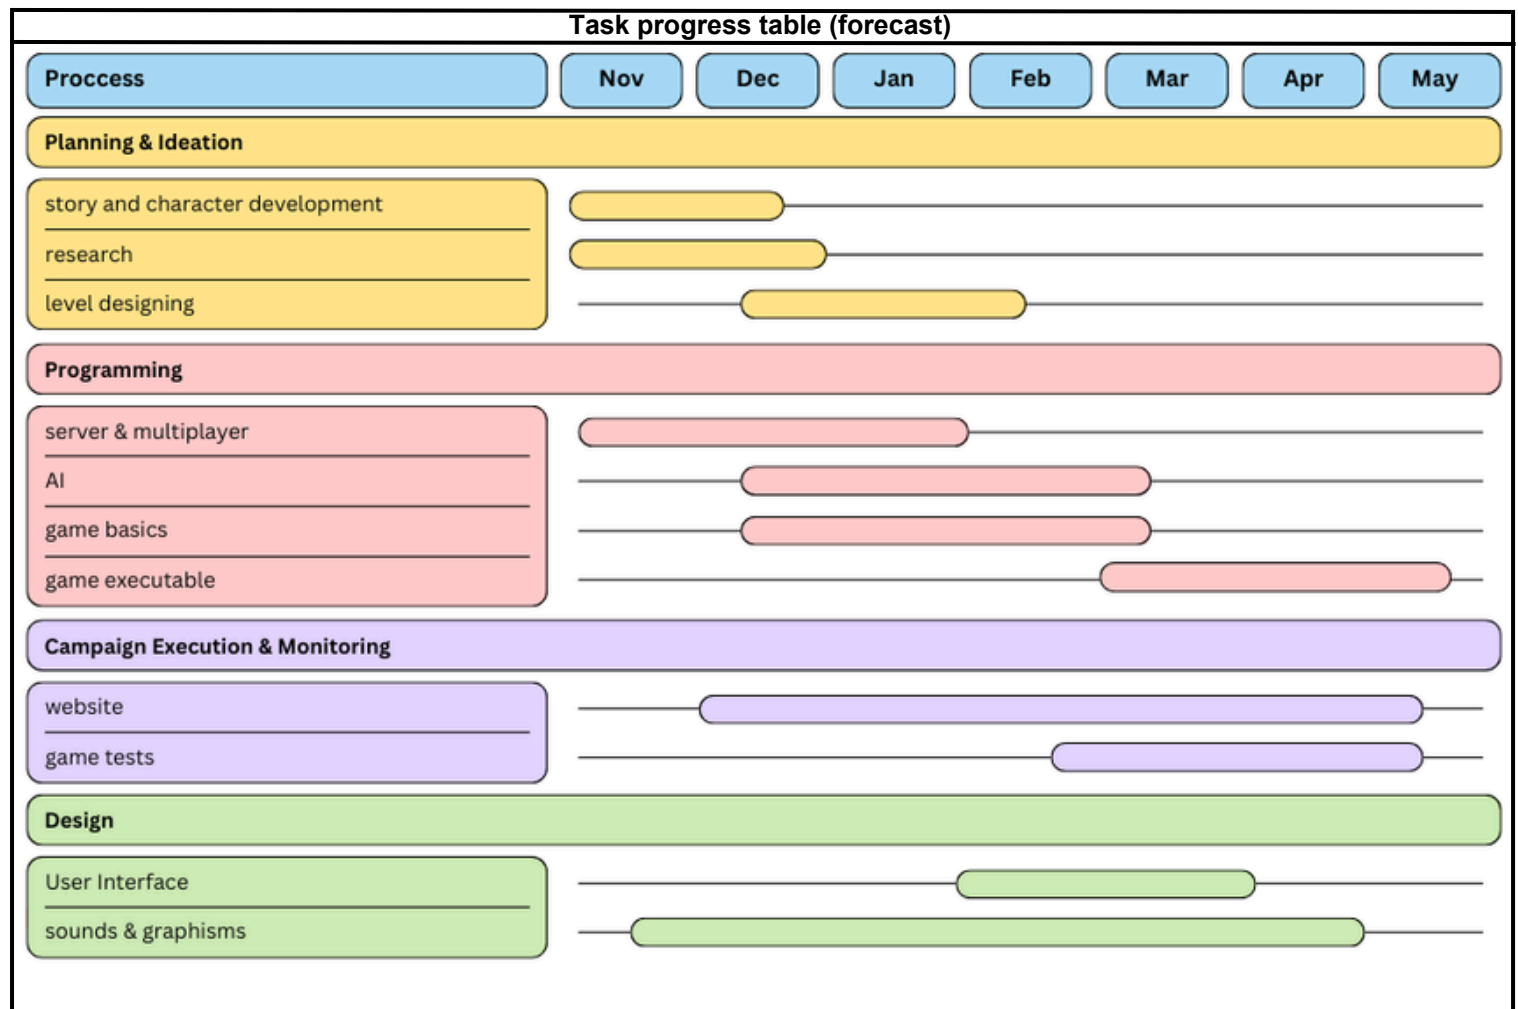 Task progress table (forecast)
Proccess Nov Dec Jan Feb Mar Apr May
Planning & Ideation
story and character development
research
level designing
Programming
server & multiplayer
AI
game basics
game executable
Campaign Execution & Monitoring
website
game tests
Design
User Interface
sounds & graphisms